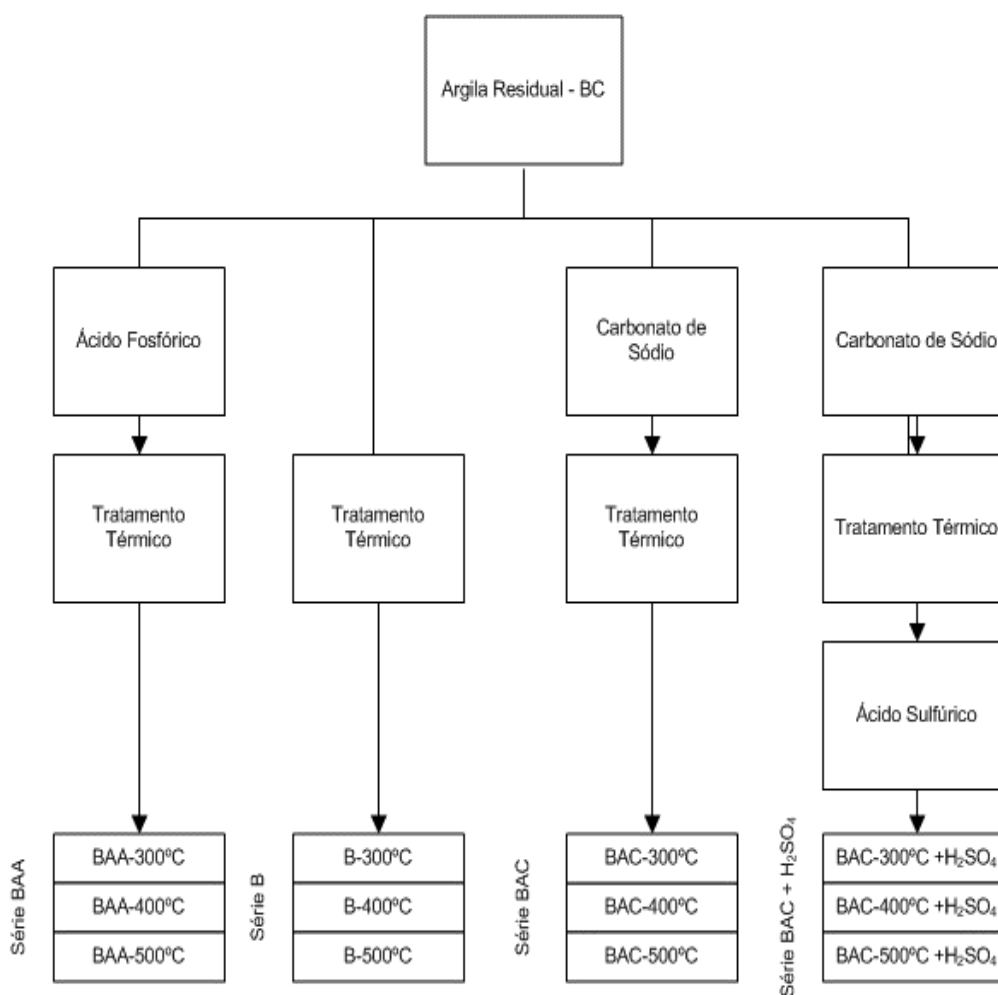 Argila Residual - BC
Ácido Fosfórico
Carbonato de
Sódio
Carbonato de Sódio
Tratamento
Térmico
Tratamento
Térmico
Tratamento
Térmico
Tratamento Térmico
Ácido Sulfúrico
Série BAA
BAA-300ºC
BAA-400ºC
BAA-500ºC
Série B
B-300ºC
B-400ºC
B-500ºC
Série BAC
BAC-300ºC
BAC-400ºC
BAC-500ºC
Série BAC + H₂SO₄
BAC-300ºC +H₂SO₄
BAC-400ºC +H₂SO₄
BAC-500ºC +H₂SO₄